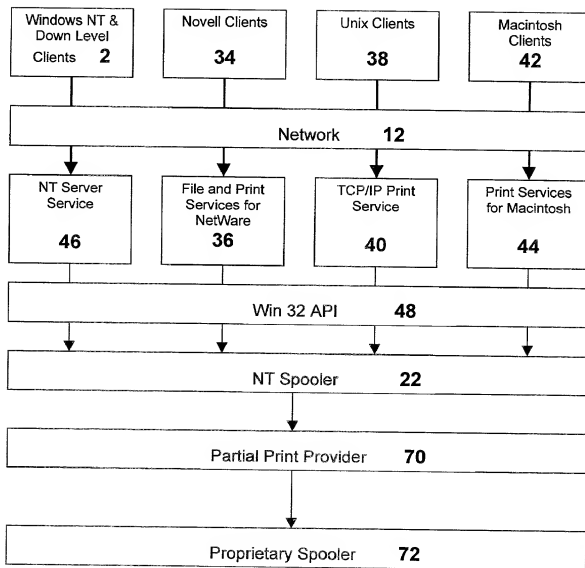 Windows NT &
Down Level
Clients 2
Novell Clients
34
Unix Clients
38
Macintosh
Clients
42
Network 12
NT Server
Service
46
File and Print
Services for
NetWare
36
TCP/IP Print
Service
40
Print Services
for Macintosh
44
Win 32 API 48
NT Spooler 22
Partial Print Provider 70
Proprietary Spooler 72